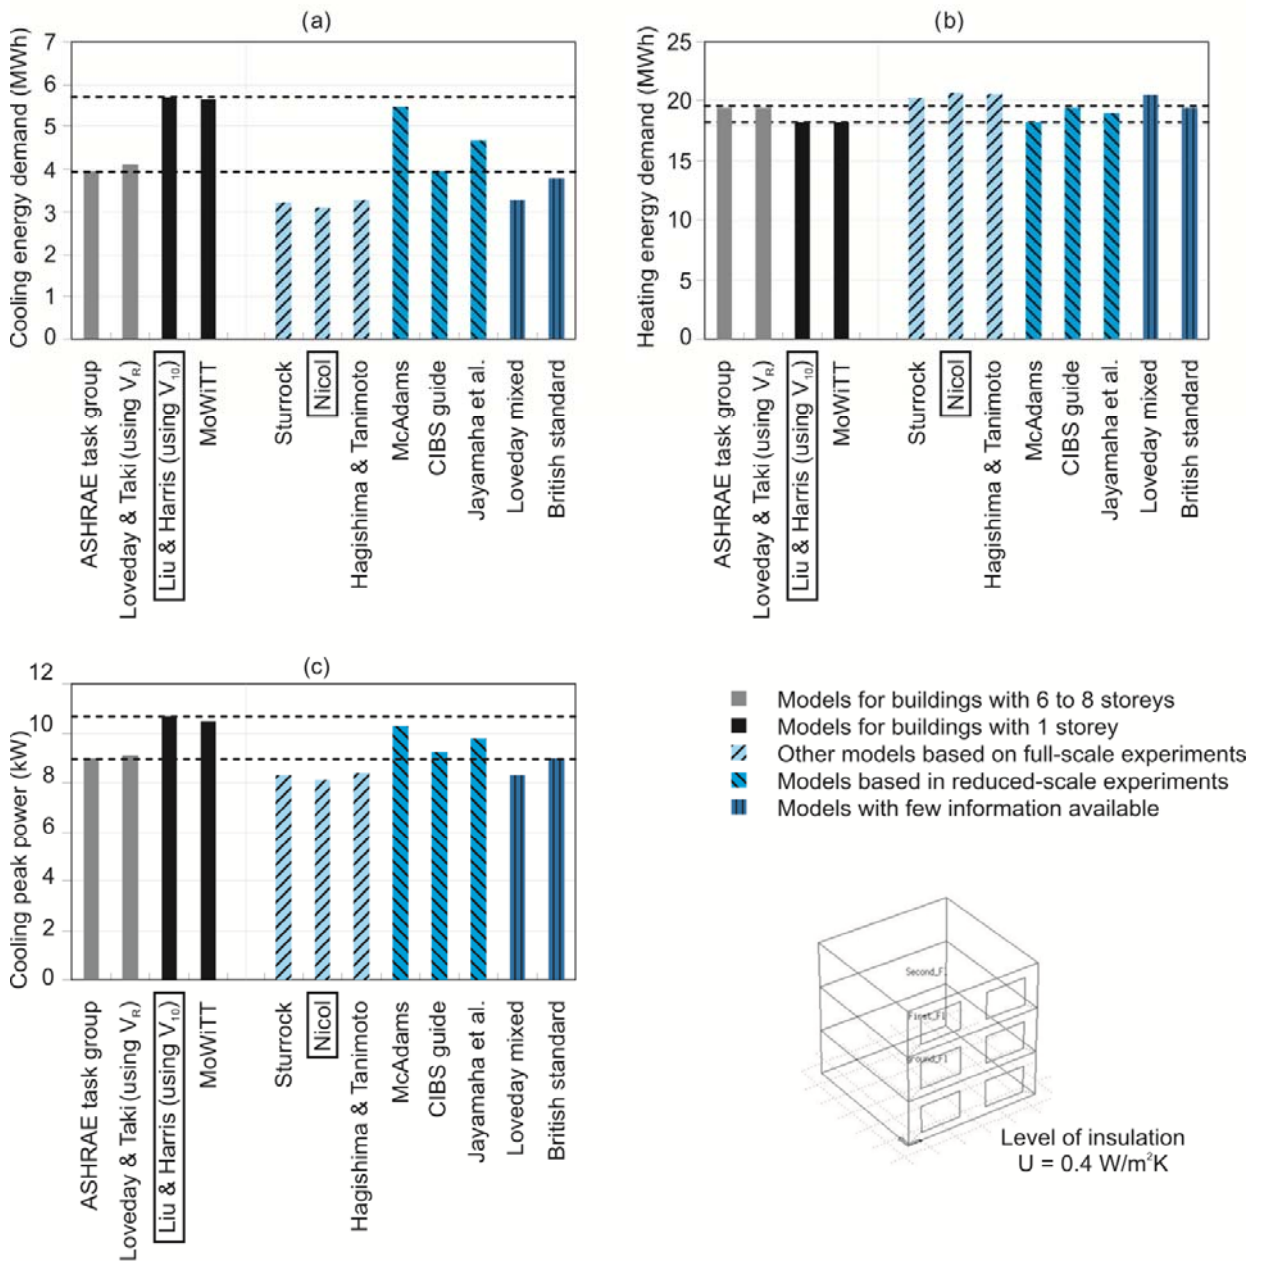 (a)
Cooling energy demand (MWh)
7
6
5
4
3
2
1
0
ASHRAE task group
Loveday & Taki (using VR)
Liu & Harris (using V10)
MoWiTT
Sturrock
Nicol
Hagishima & Tanimoto
McAdams
CIBS guide
Jayamaha et al.
Loveday mixed
British standard
(b)
Heating energy demand (MWh)
25
20
15
10
5
0
ASHRAE task group
Loveday & Taki (using VR)
Liu & Harris (using V10)
MoWiTT
Sturrock
Nicol
Hagishima & Tanimoto
McAdams
CIBS guide
Jayamaha et al.
Loveday mixed
British standard
(c)
Cooling peak power (kW)
12
10
8
6
4
2
0
ASHRAE task group
Loveday & Taki (using VR)
Liu & Harris (using V10)
MoWiTT
Sturrock
Nicol
Hagishima & Tanimoto
McAdams
CIBS guide
Jayamaha et al.
Loveday mixed
British standard
Models for buildings with 6 to 8 storeys
Models for buildings with 1 storey
Other models based on full-scale experiments
Models based in reduced-scale experiments
Models with few information available
First_Fl
Level of insulation
U = 0.4 W/m²K